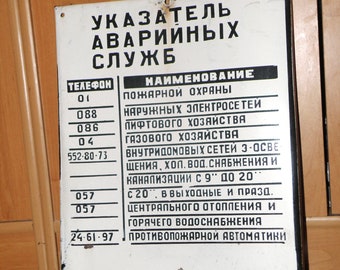 УКАЗАТЕЛЬ
АВАРИЙНЫХ
СЛУЖБ
ТЕЛЕФОН НАИМЕНОВАНИЕ
01 ПОЖАРНОЙ ОХРАНЫ
088 НАРУЖНЫХ ЭЛЕКТРОСЕТЕЙ
086 ЛИФТОВОГО ХОЗЯЙСТВА
04 ГАЗОВОГО ХОЗЯЙСТВА
552-80-73 ВНУТРИДОМОВЫХ СЕТЕЙ Э-ОСВЕ-
ЩЕНИЯ, ХОЛ. ВОД. СНАБЖЕНИЯ И
КАНАЛИЗАЦИИ С 9°° ДО 20°°
057 С 20°°, В ВЫХОДНЫЕ И ПРАЗД.
057 ЦЕНТРАЛЬНОГО ОТОПЛЕНИЯ И
ГОРЯЧЕГО ВОДОСНАБЖЕНИЯ
24-61-97 ПРОТИВОПОЖАРНОЙ АВТОМАТИКИ